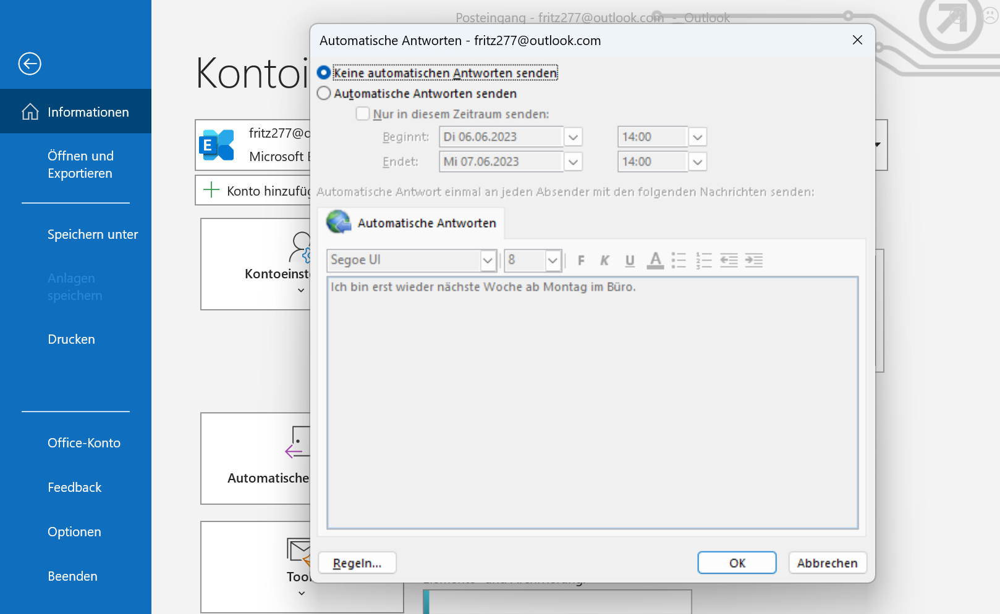 Posteingang - fritz277@outlook.com - Outlook
Automatische Antworten - fritz277@outlook.com
Informationen
Öffnen und
Exportieren
Speichern unter
Anlagen
speichern
Drucken
Office-Konto
Feedback
Optionen
Beenden
fritz277@
Microsoft
Konto
Keine automatischen Antworten senden
Automatische Antworten senden
Nur in diesem Zeitraum senden:
Beginnt: Di 06.06.2023 14:00
Endet: Mi 07.06.2023 14:00
Automatische Antwort einmal an jeden Absender mit den folgenden Nachrichten senden:
Automatische Antworten
Segoe UI 8 F K U A
Ich bin erst wieder nächste Woche ab Montag im Büro.
Automatische
Regeln... OK Abbrechen